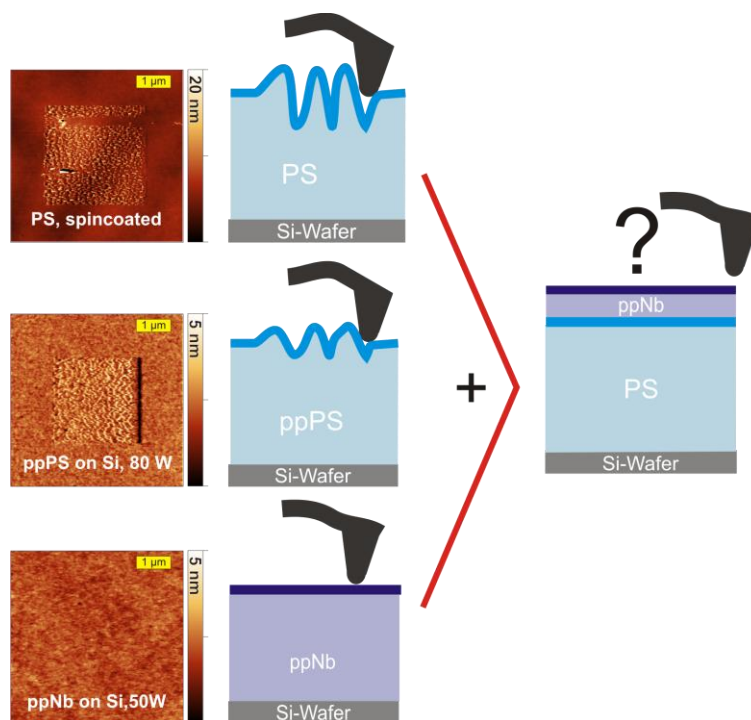 1 µm
20 nm
PS, spincoated
PS
Si-Wafer
1 µm
5 nm
ppPS on Si, 80 W
ppPS
Si-Wafer
1 µm
5 nm
ppNb on Si,50W
ppNb
Si-Wafer
+
?
ppNb
PS
Si-Wafer